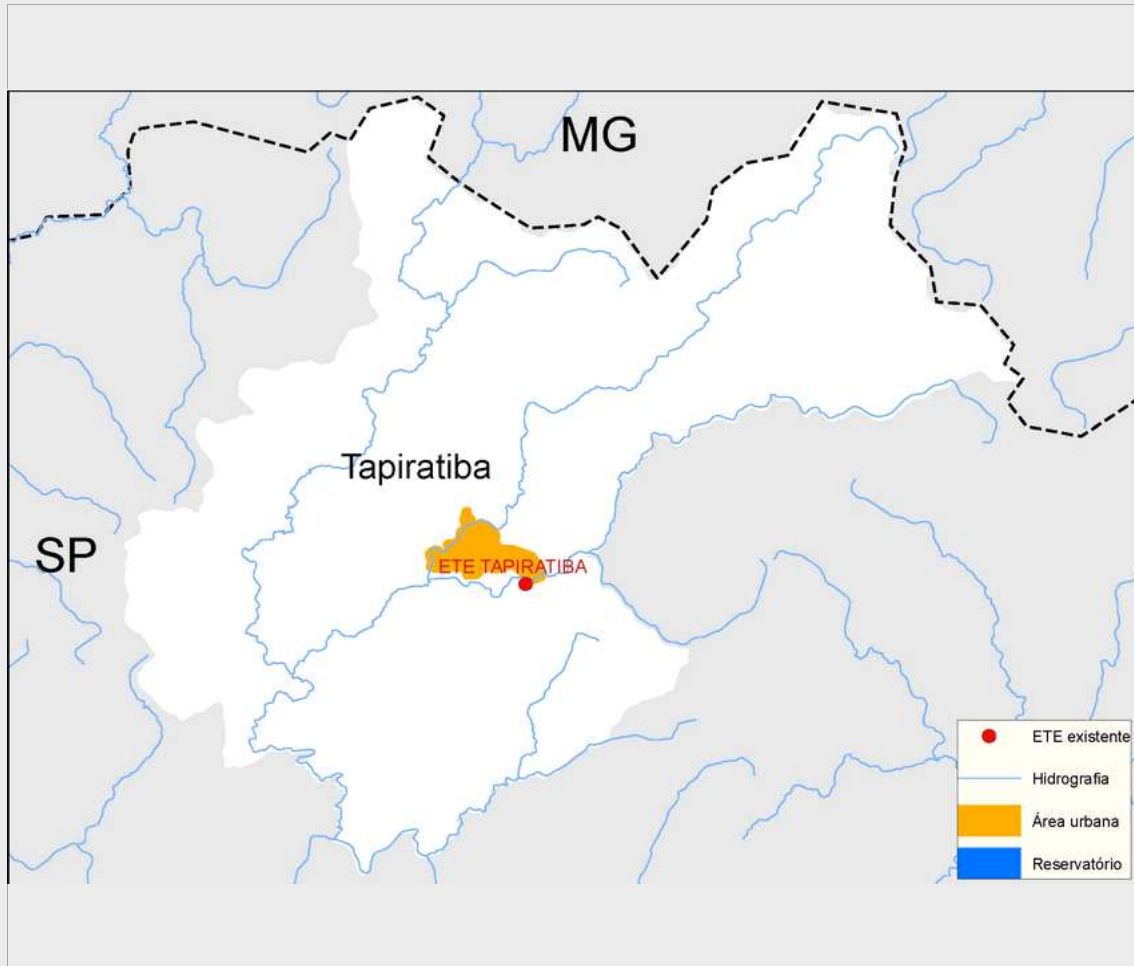 MG
Tapiratiba
SP
ETE TAPIRATIBA
ETE existente
Hidrografia
Área urbana
Reservatório